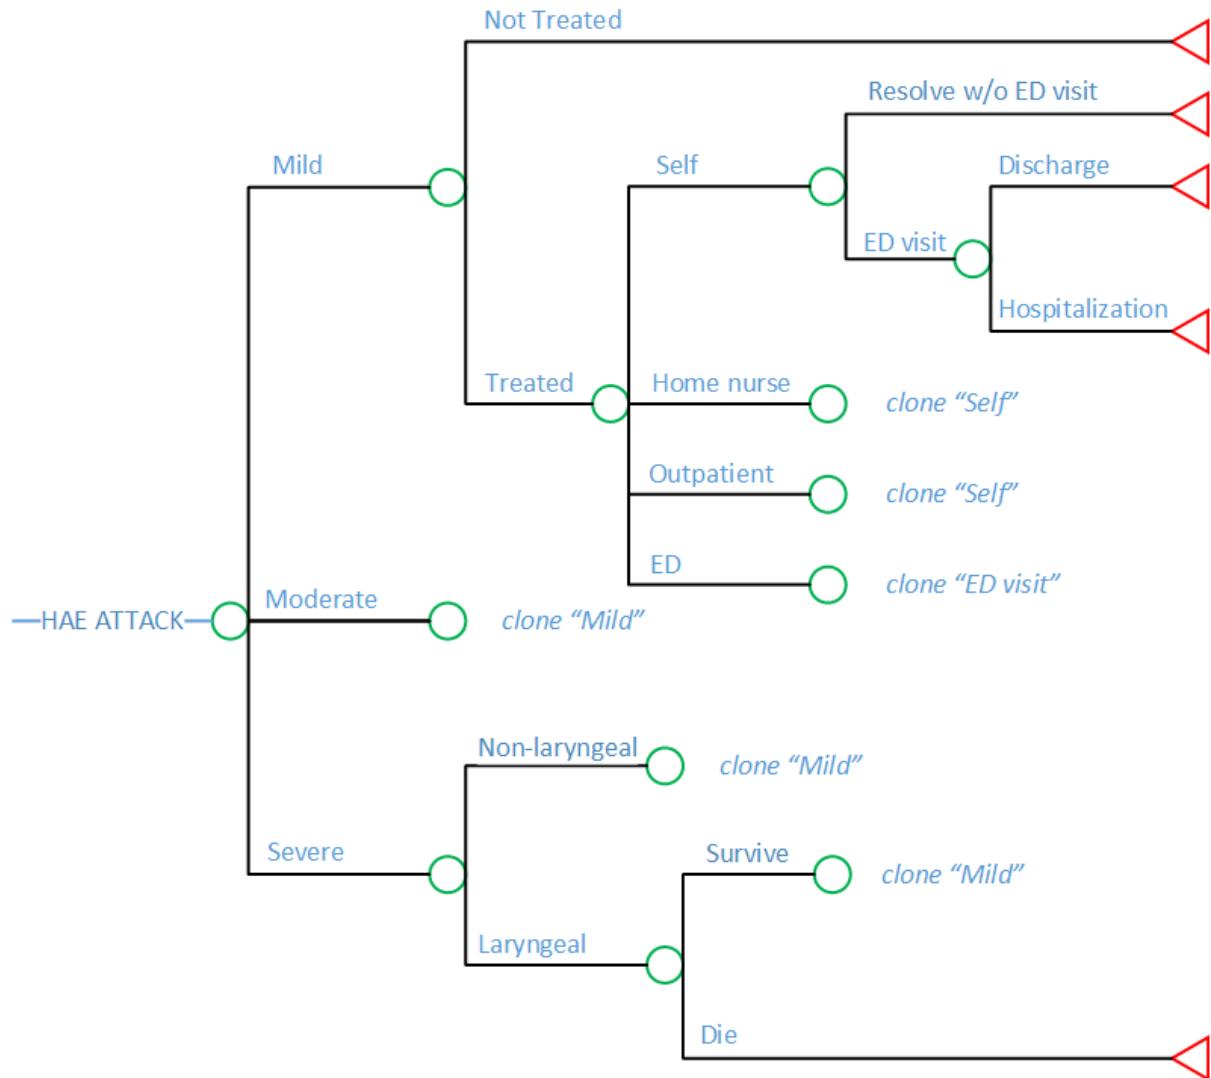 Not Treated
Resolve w/o ED visit
Mild
Self
Discharge
ED visit
Hospitalization
Treated
Home nurse
clone “Self”
Outpatient
clone “Self”
ED
clone “ED visit”
Moderate
HAE ATTACK
clone “Mild”
Non-laryngeal
clone “Mild”
Severe
Survive
clone “Mild”
Laryngeal
Die